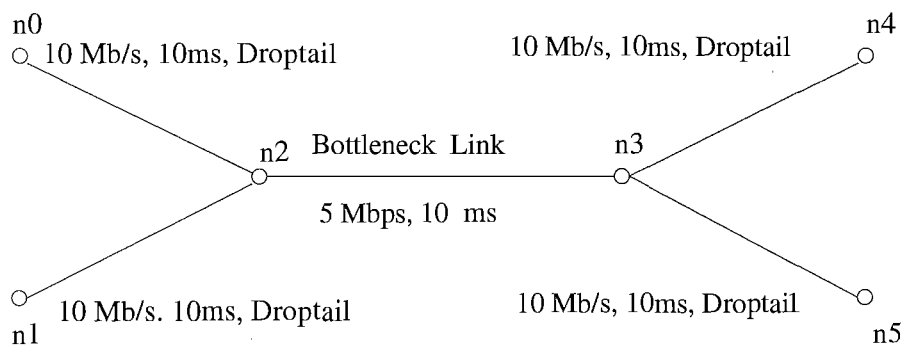 n0
10 Mb/s, 10ms, Droptail
10 Mb/s, 10ms, Droptail
n4
n2
Bottleneck Link
n3
5 Mbps, 10 ms
10 Mb/s. 10ms, Droptail
n1
10 Mb/s, 10ms, Droptail
n5